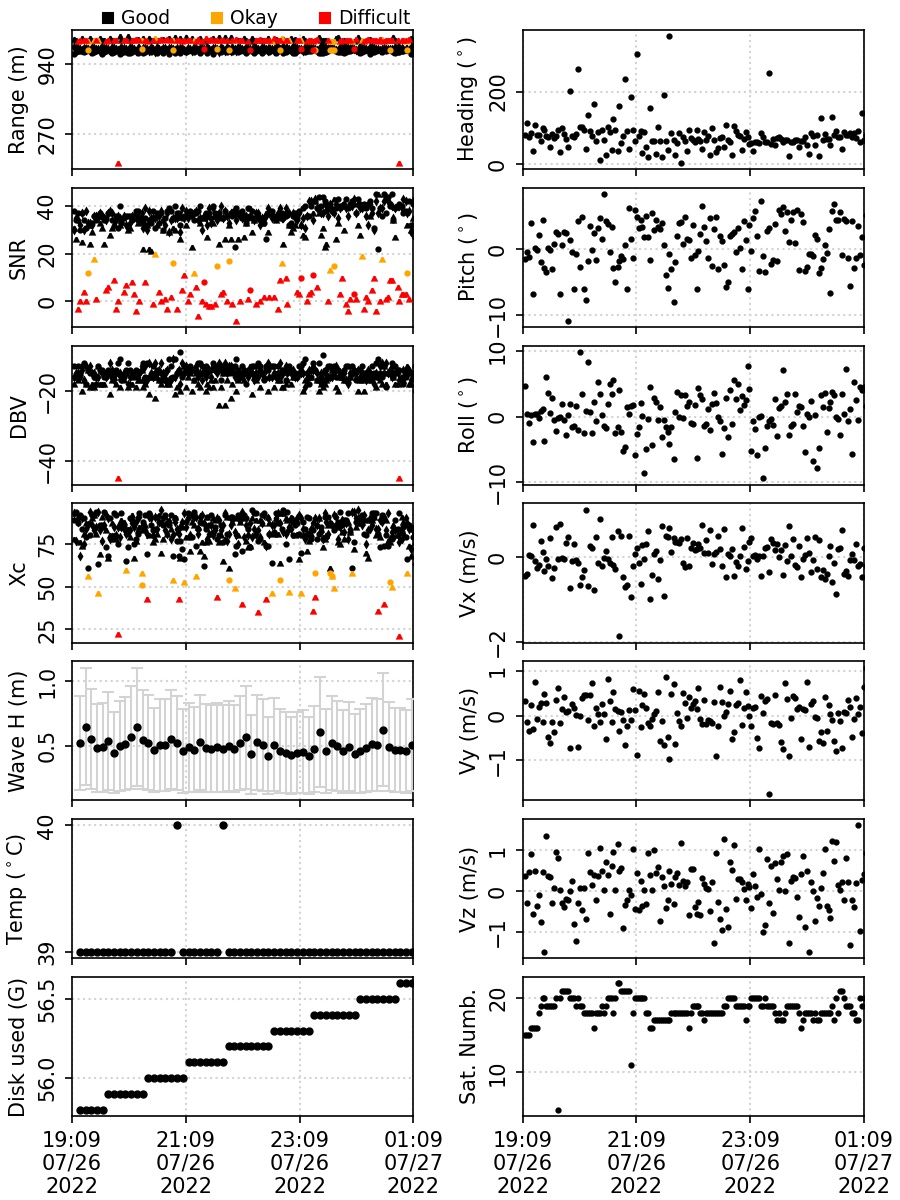 Good Okay Difficult
Range (m)
940
270
Heading (°)
200
0
SNR
40
20
0
Pitch (°)
0
−10
DBV
−20
−40
Roll (°)
10
0
−10
Xc
75
50
25
Vx (m/s)
0
−2
Wave H (m)
1.0
0.5
Vy (m/s)
1
0
−1
Temp (°C)
40
39
Vz (m/s)
1
0
−1
Disk used (G)
56.5
56.0
Sat. Numb.
20
10
19:09 21:09 23:09 01:09
07/26 07/26 07/26 07/27
2022 2022 2022 2022
19:09 21:09 23:09 01:09
07/26 07/26 07/26 07/27
2022 2022 2022 2022